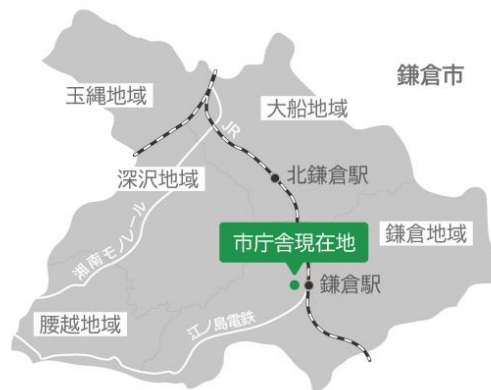 鎌倉市
玉縄地域
大船地域
JR
深沢地域
北鎌倉駅
湘南モノレール
市庁舎現在地
鎌倉地域
鎌倉駅
腰越地域
江ノ島電鉄